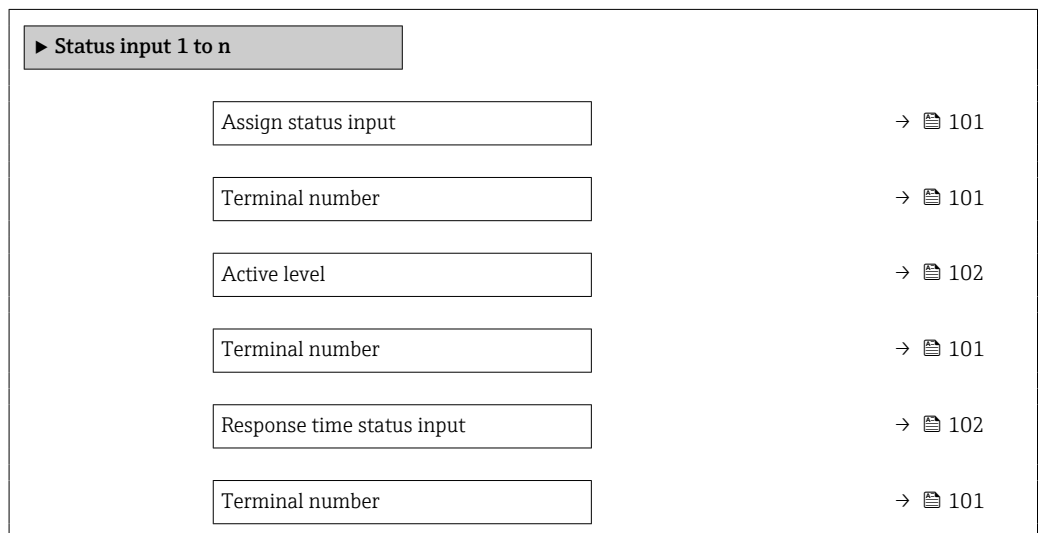 ▶ Status input 1 to n
Assign status input → 101
Terminal number → 101
Active level → 102
Terminal number → 101
Response time status input → 102
Terminal number → 101